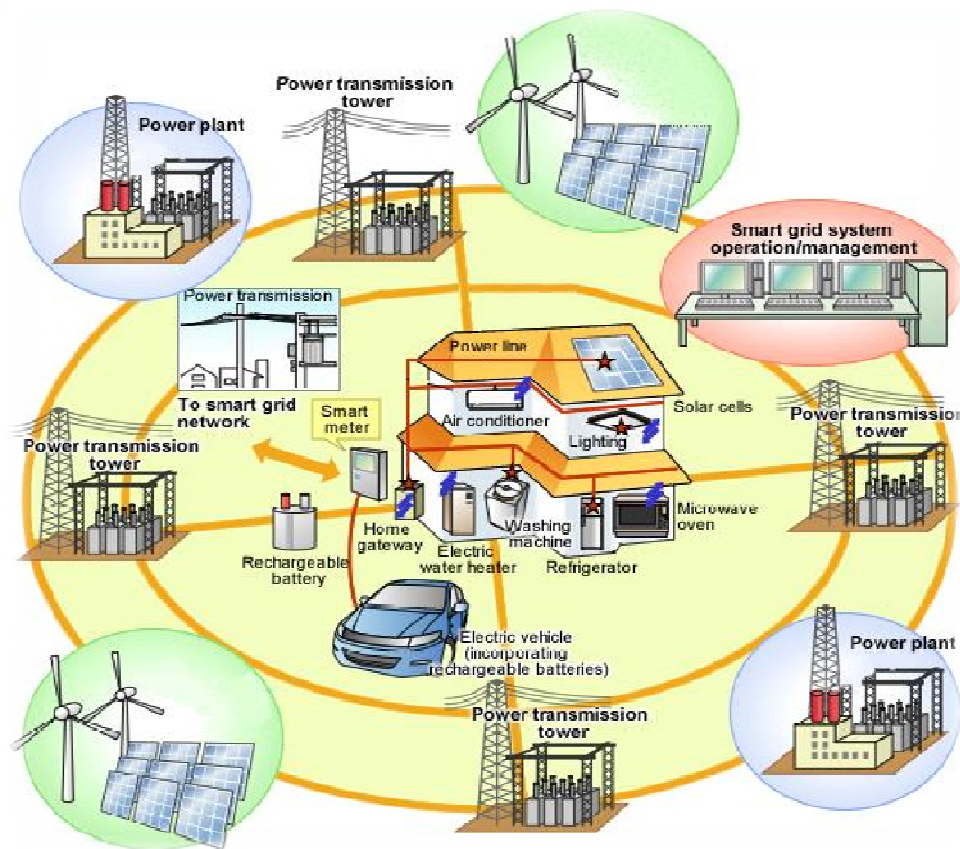 Power transmission
tower
Power plant
Smart grid system
operation/management
Power transmission
Power line
To smart grid
network
Smart
meter
Air conditioner
Lighting
Solar cells
Power transmission
tower
Power transmission
tower
Home
gateway
Electric
water heater
Washing
machine
Refrigerator
Microwave
oven
Rechargeable
battery
Electric vehicle
(incorporating
rechargeable batteries)
Power plant
Power transmission
tower